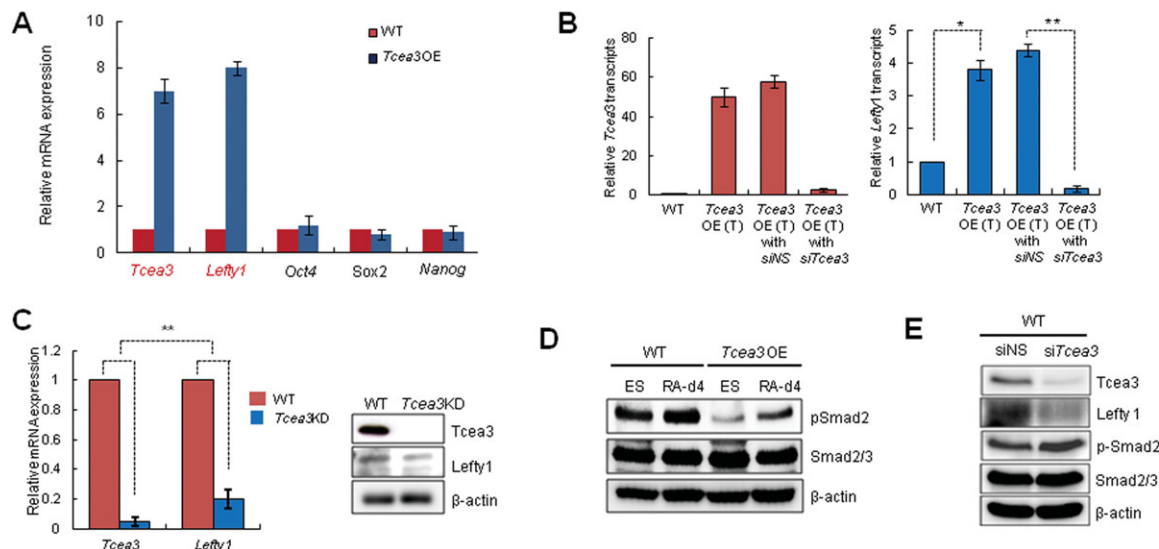 A
Relative mRNA expression
10
8
6
4
2
0
WT
Tcea3OE
Tcea3
Lefty1
Oct4
Sox2
Nanog
B
Relative Tcea3 transcripts
80
60
40
20
0
WT
Tcea3
OE (T)
Tcea3
OE (T)
with
siNS
Tcea3
OE (T)
with
siTcea3
Relative Lefty1 transcripts
5
4
3
2
1
0
*
**
WT
Tcea3
OE (T)
Tcea3
OE (T)
with
siNS
Tcea3
OE (T)
with
siTcea3
C
Relative mRNA expression
1.2
1
0.8
0.6
0.4
0.2
0
**
WT
Tcea3KD
Tcea3
Lefty1
WT Tcea3KD
Tcea3
Lefty1
β-actin
D
WT Tcea3OE
ES RA-d4 ES RA-d4
pSmad2
Smad2/3
β-actin
E
WT
siNS siTcea3
Tcea3
Lefty 1
p-Smad2
Smad2/3
β-actin